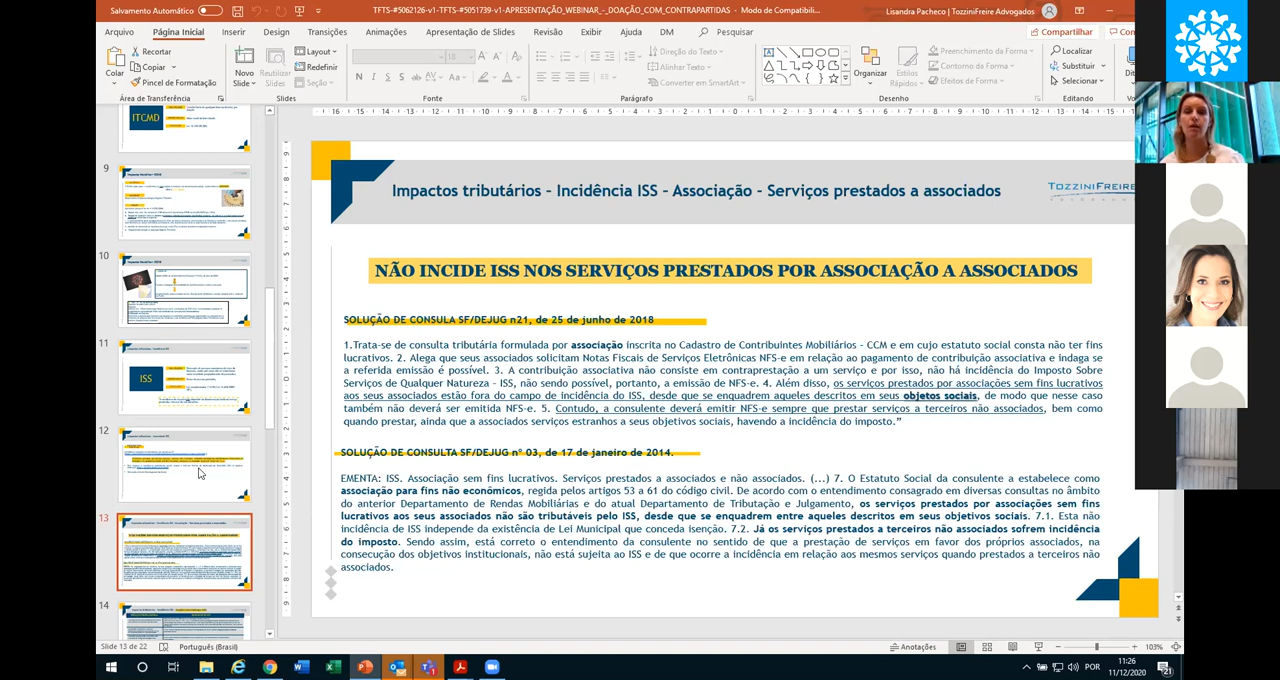 Salvamento Automático
TFTS-#5062126-v1-TFTS-#5051739-v1-APRESENTAÇÃO_WEBINAR_-_DOAÇÃO_COM_CONTRAPARTIDAS - Modo de Compatibili...
Lisandra Pacheco | TozziniFreire Advogados
Arquivo Página Inicial Inserir Design Transições Animações Apresentação de Slides Revisão Exibir Ajuda DM Pesquisar Compartilhar
Colar
Recortar
Copiar
Pincel de Formatação
Área de Transferência
Novo Slide
Reutilizar Slides
Layout
Redefinir
Seção
Slides
18
Fonte
Direção do Texto
Alinhar Texto
Converter em SmartArt
Parágrafo
Organizar
Estilos Rápidos
Preenchimento da Forma
Contorno da Forma
Efeitos de Forma
Desenho
Localizar
Substituir
Selecionar
Editando
ITCMD
9
10
11
ISS
12
13
14
Impactos tributários - Incidência ISS - Associação - Serviços prestados a associados
TOZZINIFREIRE
NÃO INCIDE ISS NOS SERVIÇOS PRESTADOS POR ASSOCIAÇÃO A ASSOCIADOS
SOLUÇÃO DE CONSULA SF/DEJUG n21, de 25 de junho de
1.Trata-se de consulta tributária formulada por associação inscrita no Cadastro de Contribuintes Mobiliários – CCM e em cujo estatuto social consta não ter fins
lucrativos. 2. Alega que seus associados solicitam Notas Fiscais de Serviços Eletrônicas NFS-e em relação ao pagamento de contribuição associativa e indaga se
a referida emissão é possível. 3. A contribuição associativa não consiste em contraprestação a um serviço e por isso, não há incidência do Imposto Sobre
Serviços de Qualquer Natureza – ISS, não sendo possível, portanto, a emissão de NFS-e. 4. Além disso, os serviços prestados por associações sem fins lucrativos
aos seus associados estão fora do campo de incidência do ISS, desde que se enquadrem àqueles descritos em seus objetos sociais, de modo que nesse caso
também não deverá ser emitida NFS-e. 5. Contudo, a consulente deverá emitir NFS-e sempre que prestar serviços a terceiros não associados, bem como
quando prestar, ainda que a associados serviços estranhos a seus objetivos sociais, havendo a incidência do imposto.”
SOLUÇÃO DE CONSULTA SF/DEJUG nº 03, de 17 de janeiro de 2014.
EMENTA: ISS. Associação sem fins lucrativos. Serviços prestados a associados e não associados. (...) 7. O Estatuto Social da consulente a estabelece como
associação para fins não econômicos, regida pelos artigos 53 a 61 do código civil. De acordo com o entendimento consagrado em diversas consultas no âmbito
do anterior Departamento de Rendas Mobiliárias e do atual Departamento de Tributação e Julgamento, os serviços prestados por associações sem fins
lucrativos aos seus associados não são tributáveis pelo ISS, desde que se enquadrem entre aqueles descritos em seus objetivos sociais. 7.1. Esta não
incidência do ISS independe da existência de Lei Municipal que conceda isenção. 7.2. Já os serviços prestados a terceiros não associados sofrem incidência
do imposto. Sendo assim, está correto o entendimento da consulente no sentido de que a prestação de serviços em favor dos próprios associados, na
consecução dos objetivos institucionais, não está sujeita ao ISS e de que ocorre a incidência em relação aos mesmos serviços quando prestados a terceiros não
associados.
Slide 13 de 22 Português (Brasil) Anotações 103%
POR 11:26
11/12/2020